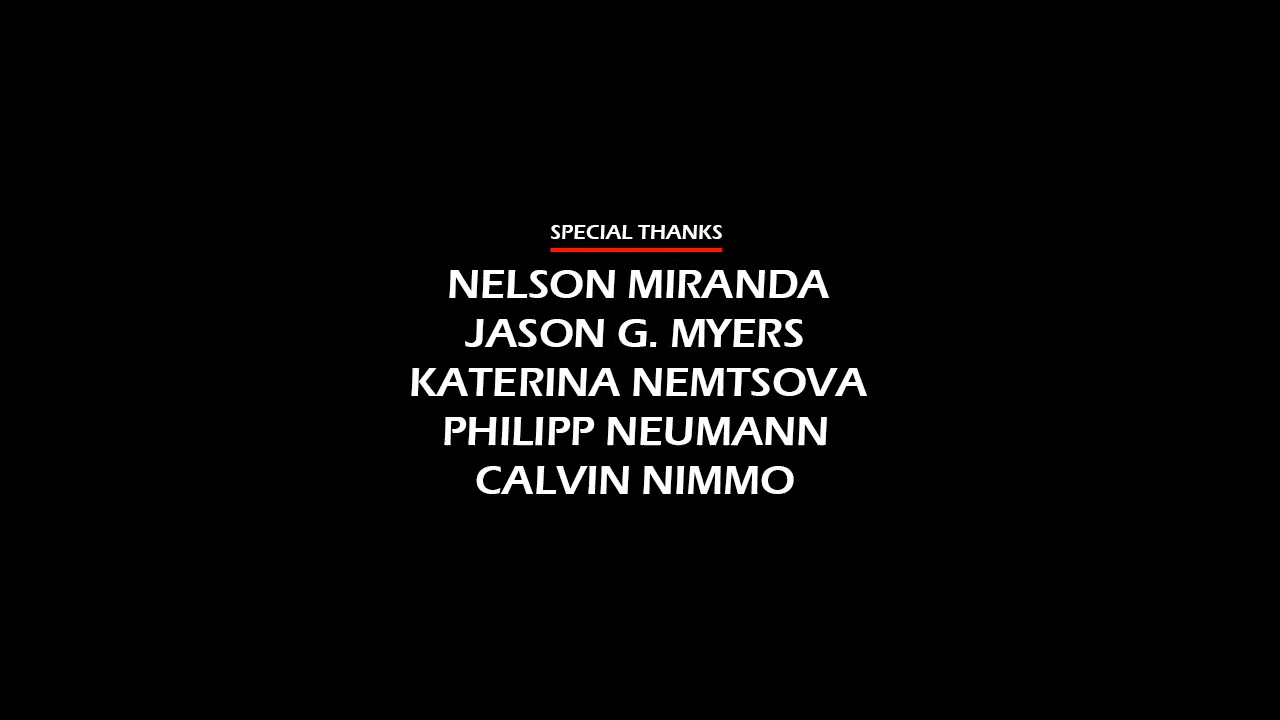 SPECIAL THANKS
NELSON MIRANDA
JASON G. MYERS
KATERINA NEMTSOVA
PHILIPP NEUMANN
CALVIN NIMMO